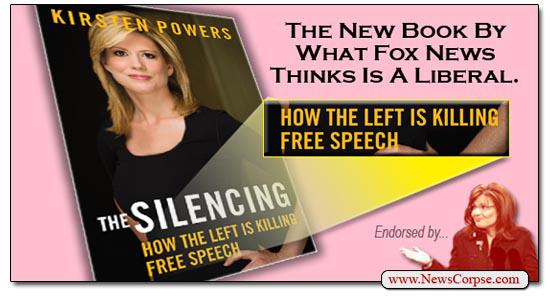 KIRSTEN POWERS
THE SILENCING
HOW THE LEFT IS KILLING
FREE SPEECH
The New Book By
What Fox News
Thinks Is A Liberal.
HOW THE LEFT IS KILLING
FREE SPEECH
Endorsed by...
www.NewsCorpse.com